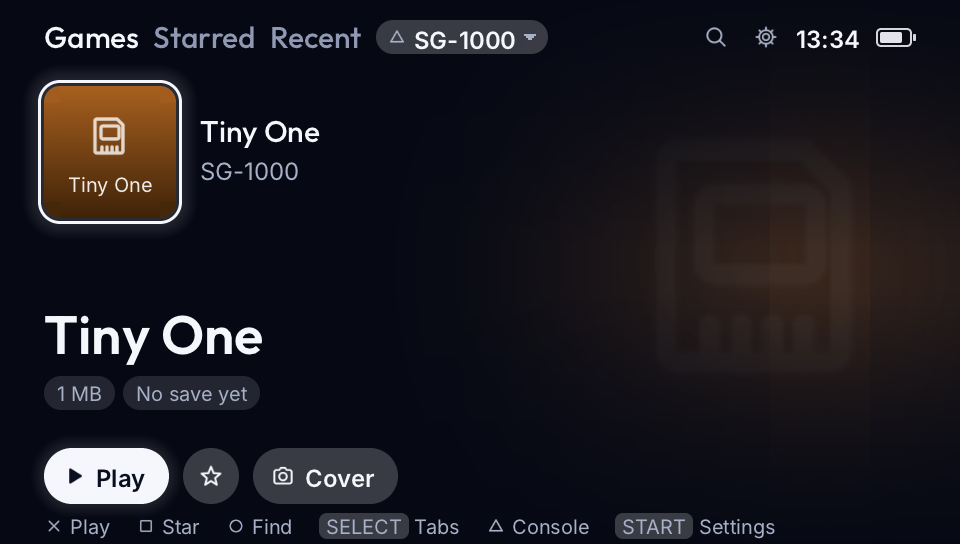 Games Starred Recent SG-1000 13:34
Tiny One
Tiny One
SG-1000
Tiny One
1 MB No save yet
Play Cover
Play Star Find SELECT Tabs Console START Settings